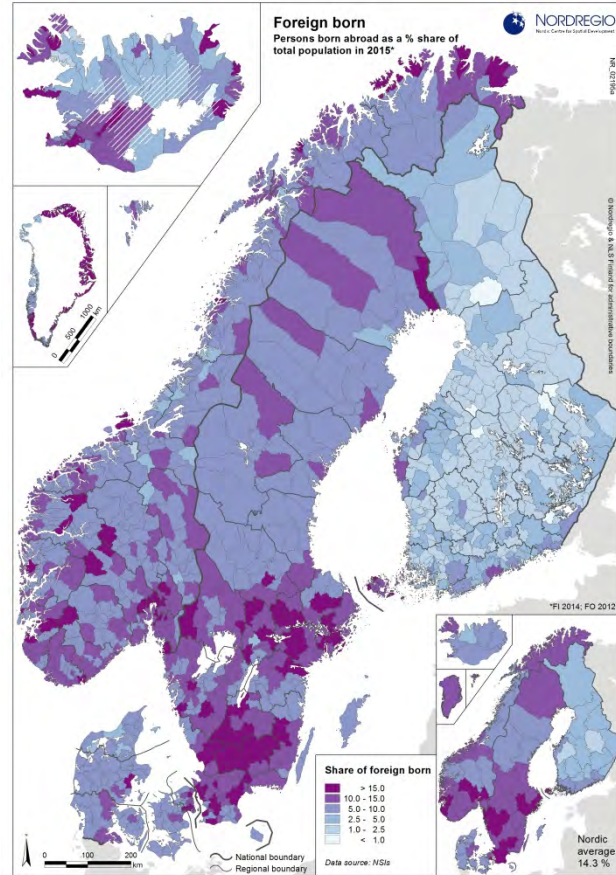 Foreign born
Persons born abroad as a % share of
total population in 2015*
NORDREGIO
Nordic Centre for Spatial Development
NR_02195a
© Nordregio & NLS Finland for administrative boundaries
0 500 1000
km
*FI 2014; FO 2012
Share of foreign born
> 15.0
10.0 - 15.0
5.0 - 10.0
2.5 - 5.0
1.0 - 2.5
< 1.0
Data source: NSIs
Nordic
average
14.3 %
0 100 200
km
National boundary
Regional boundary